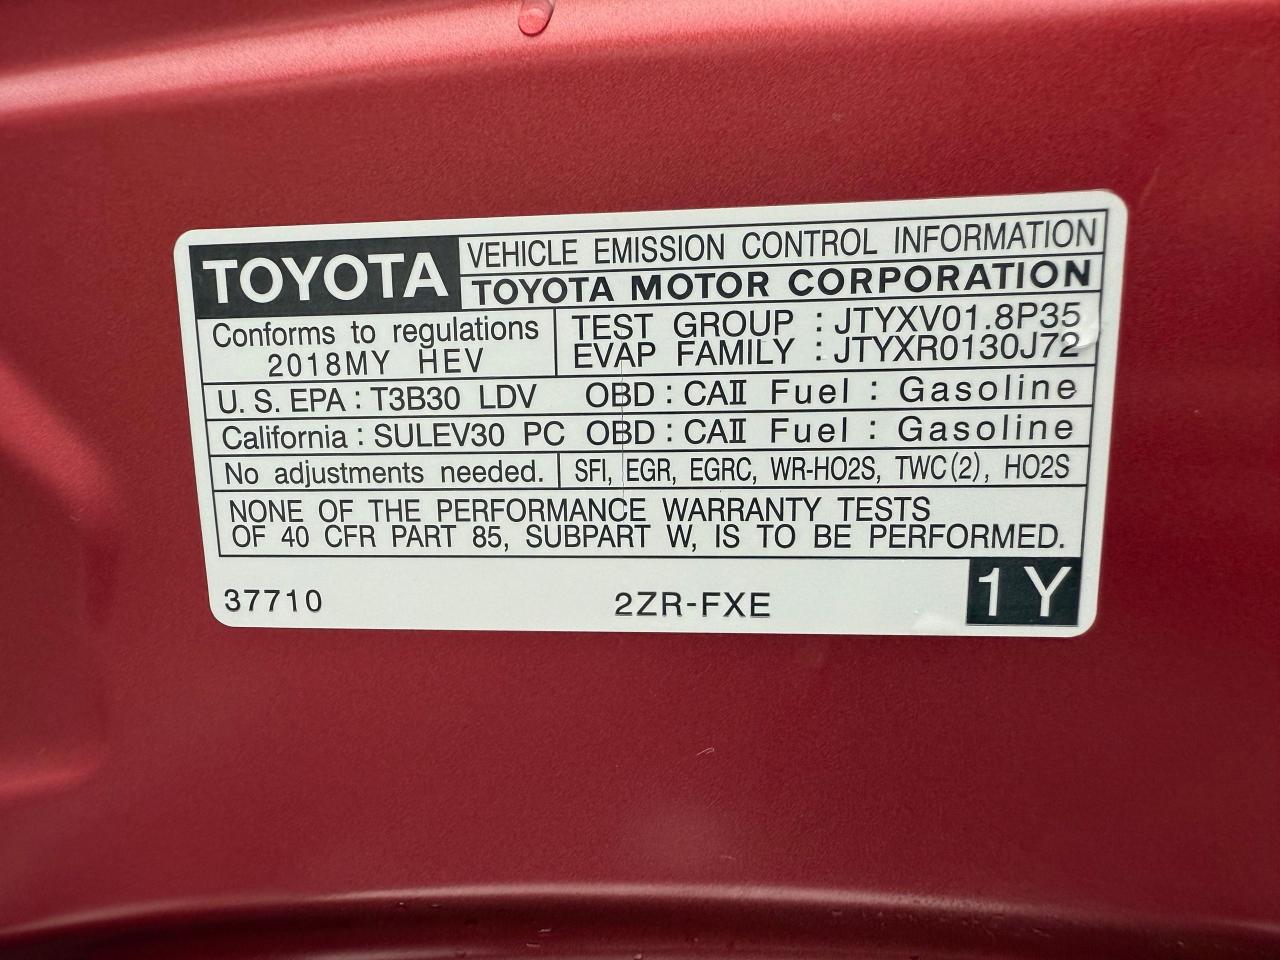 TOYOTA
VEHICLE EMISSION CONTROL INFORMATION
TOYOTA MOTOR CORPORATION
Conforms to regulations
2018MY HEV
TEST GROUP : JTYXV01.8P35
EVAP FAMILY : JTYXR0130J72
U. S. EPA : T3B30 LDV OBD : CAII Fuel : Gasoline
California : SULEV30 PC OBD : CAII Fuel : Gasoline
No adjustments needed. SFI, EGR, EGRC, WR-HO2S, TWC(2), HO2S
NONE OF THE PERFORMANCE WARRANTY TESTS
OF 40 CFR PART 85, SUBPART W, IS TO BE PERFORMED.
37710 2ZR-FXE 1Y